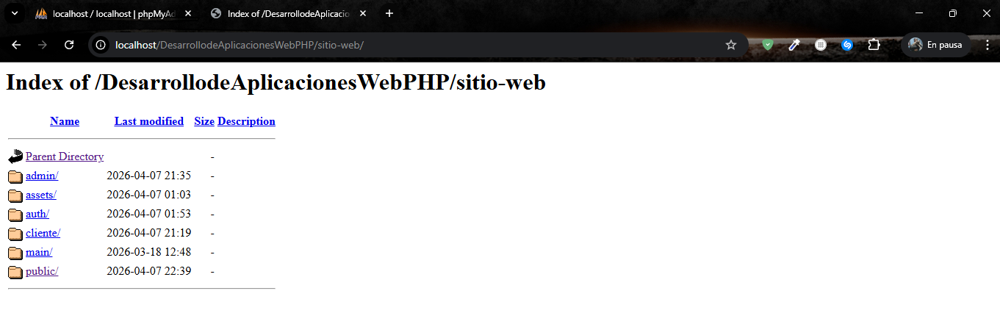 localhost / localhost | phpMyAd
Index of /DesarrollodeAplicacio
localhost/DesarrollodeAplicacionesWebPHP/sitio-web/
En pausa
Index of /DesarrollodeAplicacionesWebPHP/sitio-web
Name Last modified Size Description
Parent Directory -
admin/ 2026-04-07 21:35 -
assets/ 2026-04-07 01:03 -
auth/ 2026-04-07 01:53 -
cliente/ 2026-04-07 21:19 -
main/ 2026-03-18 12:48 -
public/ 2026-04-07 22:39 -